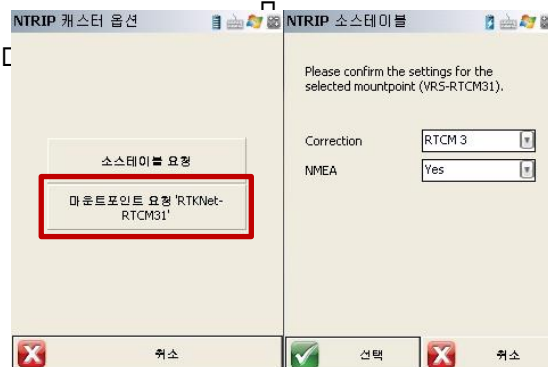 NTRIP 캐스터 옵션
소스테이블 요청
마운트포인트 요청 'RTKNet-
RTCM31'
취소
NTRIP 소스테이블
Please confirm the settings for the
selected mountpoint (VRS-RTCM31).
Correction
RTCM 3
NMEA
Yes
선택
취소